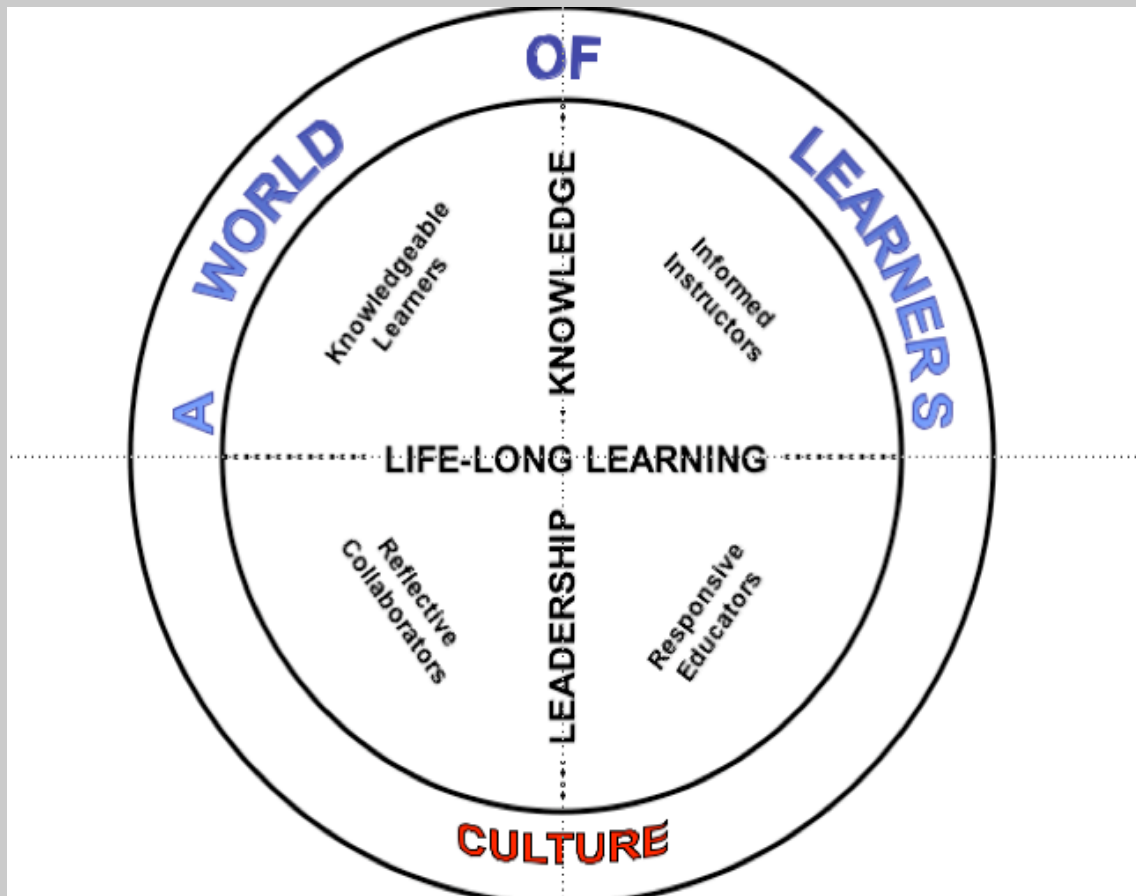 A WORLD OF LEARNERS
KNOWLEDGE
Knowledgeable
Learners
Informed
Instructors
LIFE-LONG LEARNING
LEADERSHIP
Reflective
Collaborators
Responsive
Educators
CULTURE